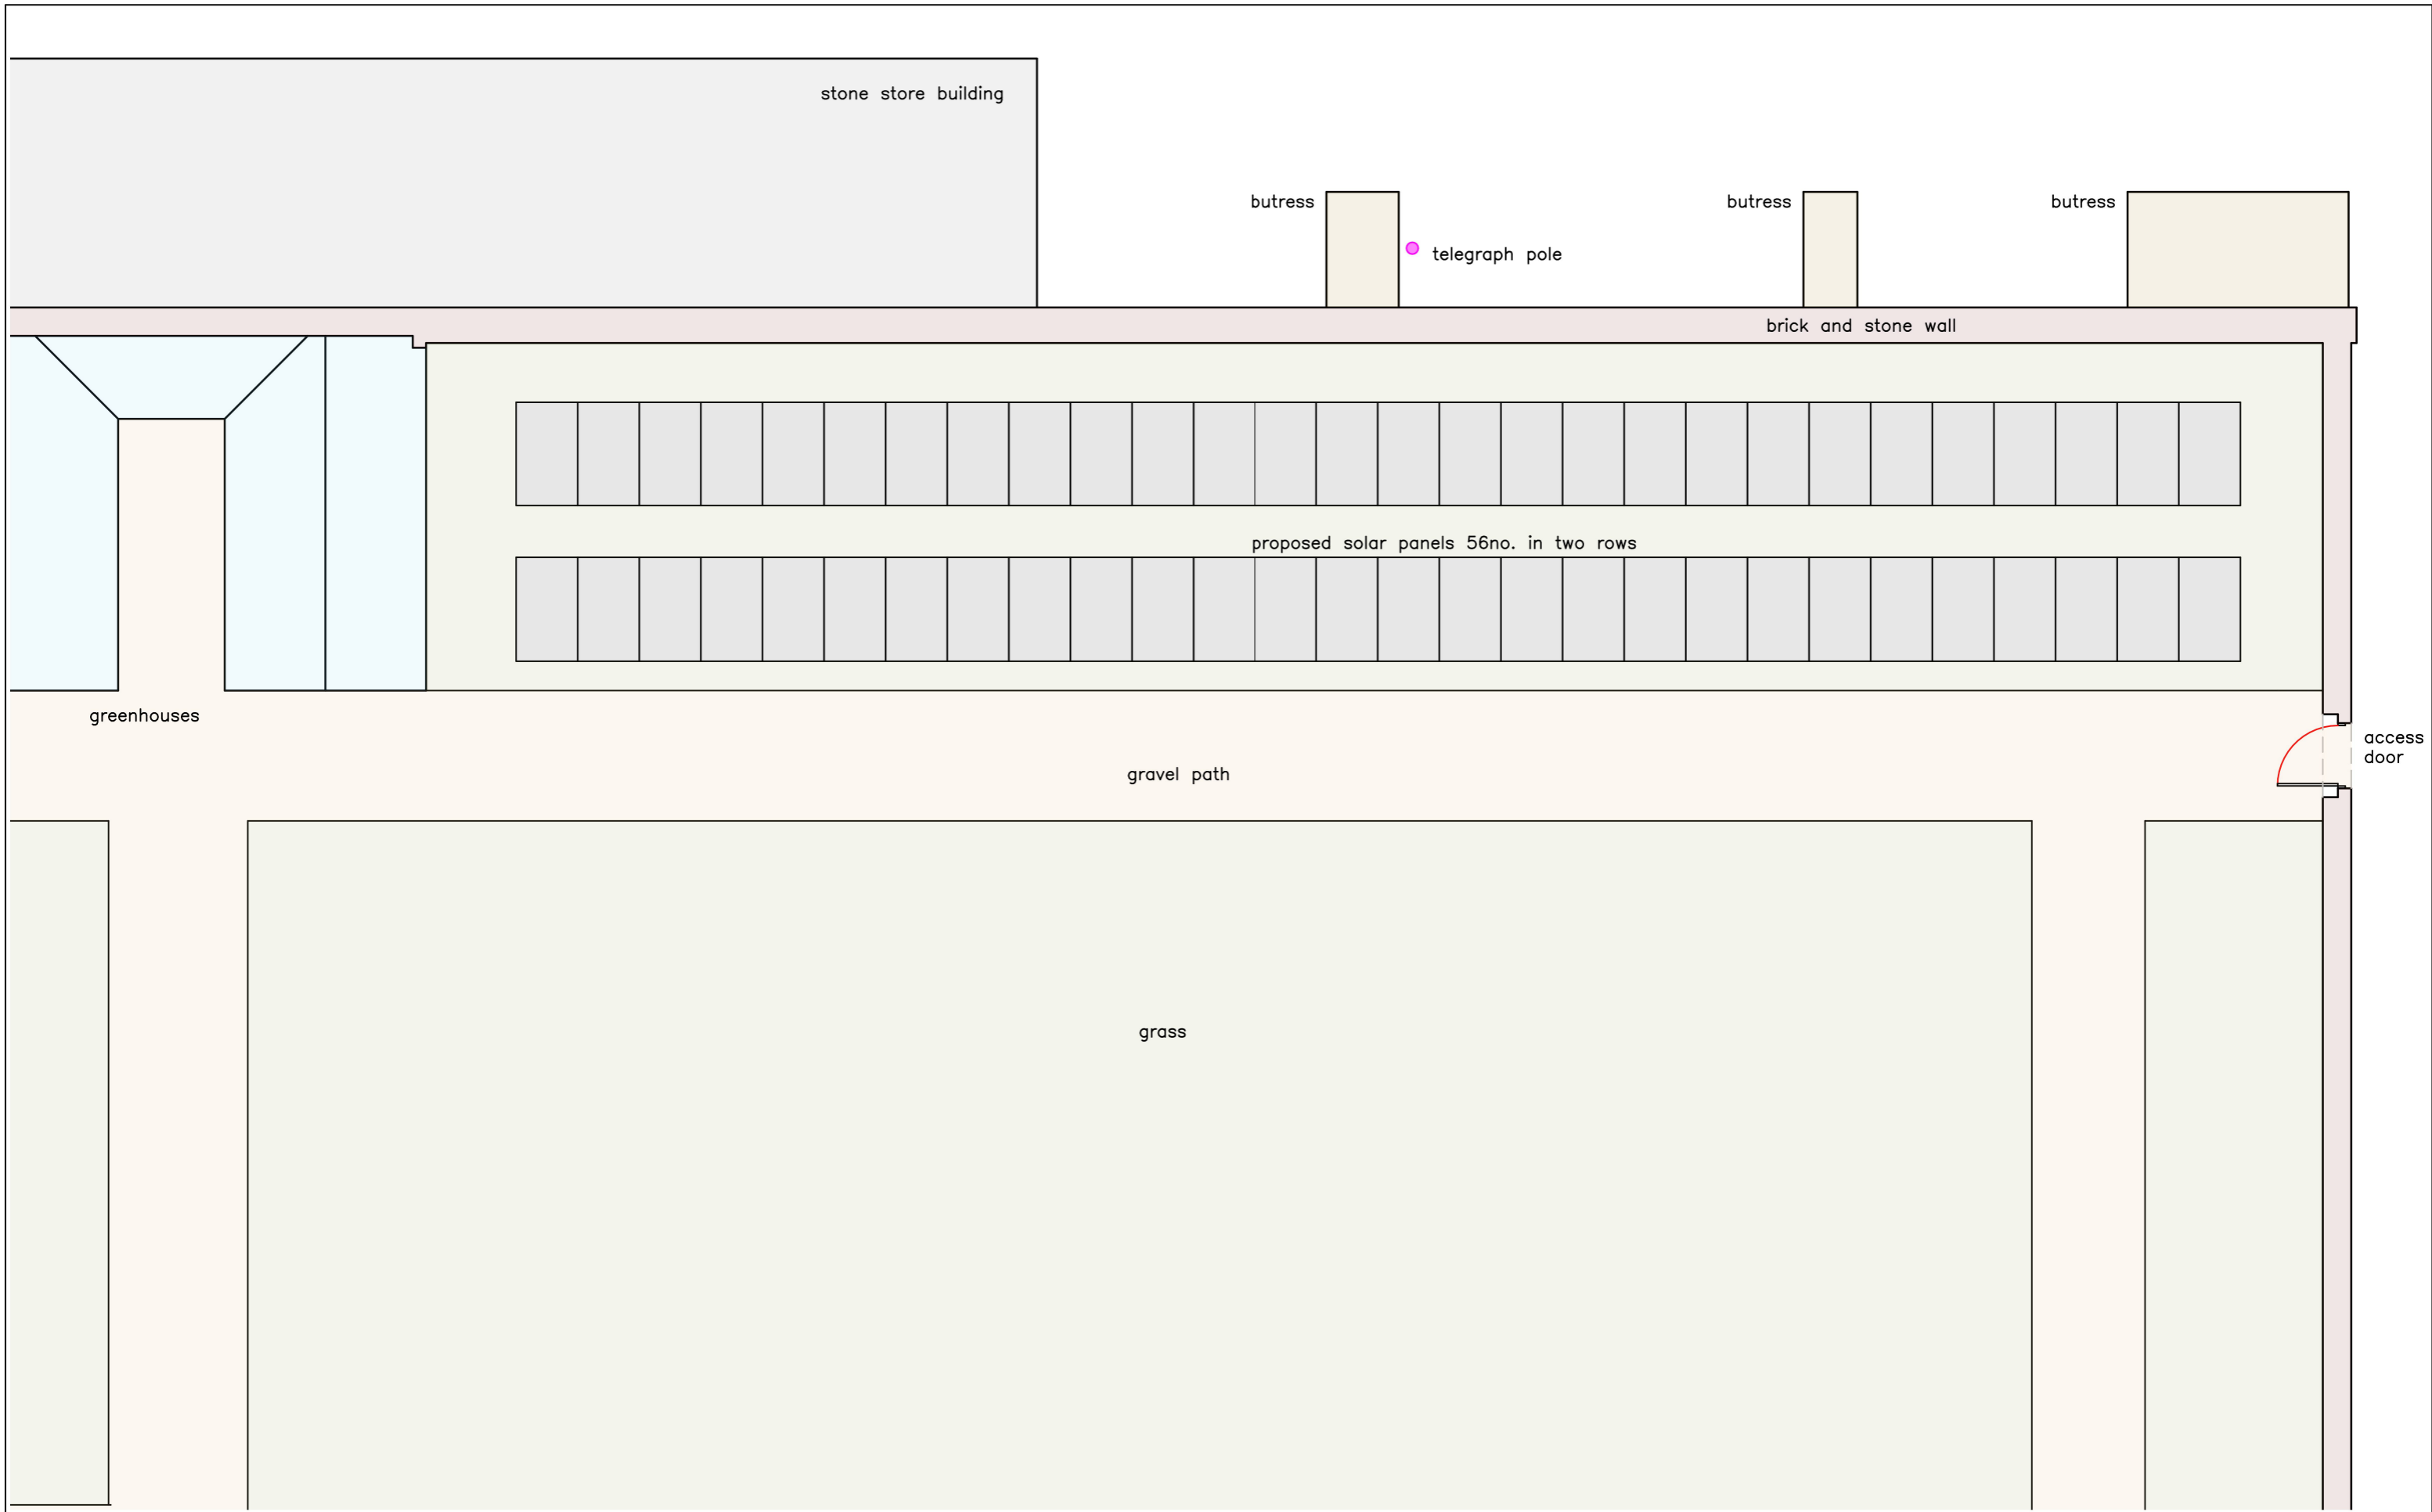 stone store building
butress
butress
butress
telegraph pole
brick and stone wall
proposed solar panels 56no. in two rows
greenhouses
access
door
gravel path
grass